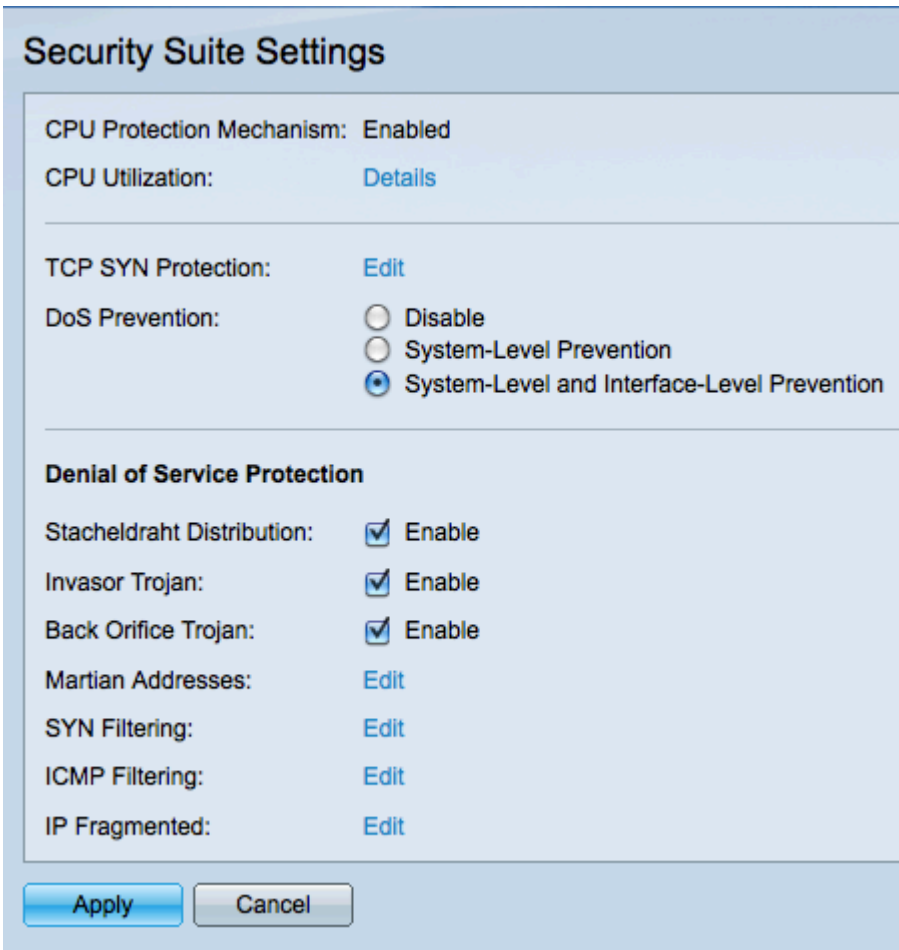 Security Suite Settings
CPU Protection Mechanism: Enabled
CPU Utilization: Details
TCP SYN Protection: Edit
DoS Prevention: Disable
System-Level Prevention
System-Level and Interface-Level Prevention
Denial of Service Protection
Stacheldraht Distribution: Enable
Invasor Trojan: Enable
Back Orifice Trojan: Enable
Martian Addresses: Edit
SYN Filtering: Edit
ICMP Filtering: Edit
IP Fragmented: Edit
Apply Cancel